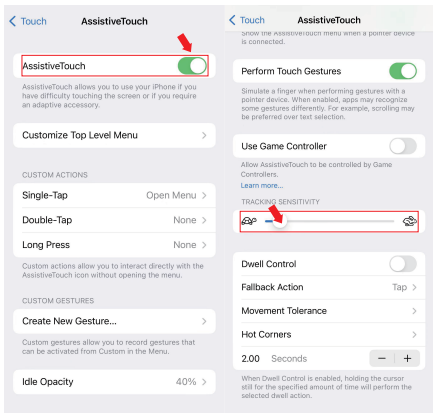 Touch
AssistiveTouch
AssistiveTouch
AssistiveTouch allows you to use your iPhone if you
have difficulty touching the screen or if you require
an adaptive accessory.
Customize Top Level Menu
CUSTOM ACTIONS
Single-Tap Open Menu
Double-Tap None
Long Press None
Custom actions allow you to interact directly with the
AssistiveTouch icon without opening the menu.
CUSTOM GESTURES
Create New Gesture...
Custom gestures allow you to record gestures that
can be activated from Custom in the Menu.
Idle Opacity 40%
Touch
AssistiveTouch
Show the AssistiveTouch menu when a pointer device
is connected.
Perform Touch Gestures
Simulate a finger when performing gestures with a
pointer device. When enabled, apps may recognize
some gestures differently. For example, scrolling may
be preferred over text selection.
Use Game Controller
Allow AssistiveTouch to be controlled by Game
Controllers.
Learn more...
TRACKING SENSITIVITY
Dwell Control
Fallback Action Tap
Movement Tolerance
Hot Corners
2.00 Seconds − +
When Dwell Control is enabled, holding the cursor
still for the specified amount of time will perform the
selected dwell action.